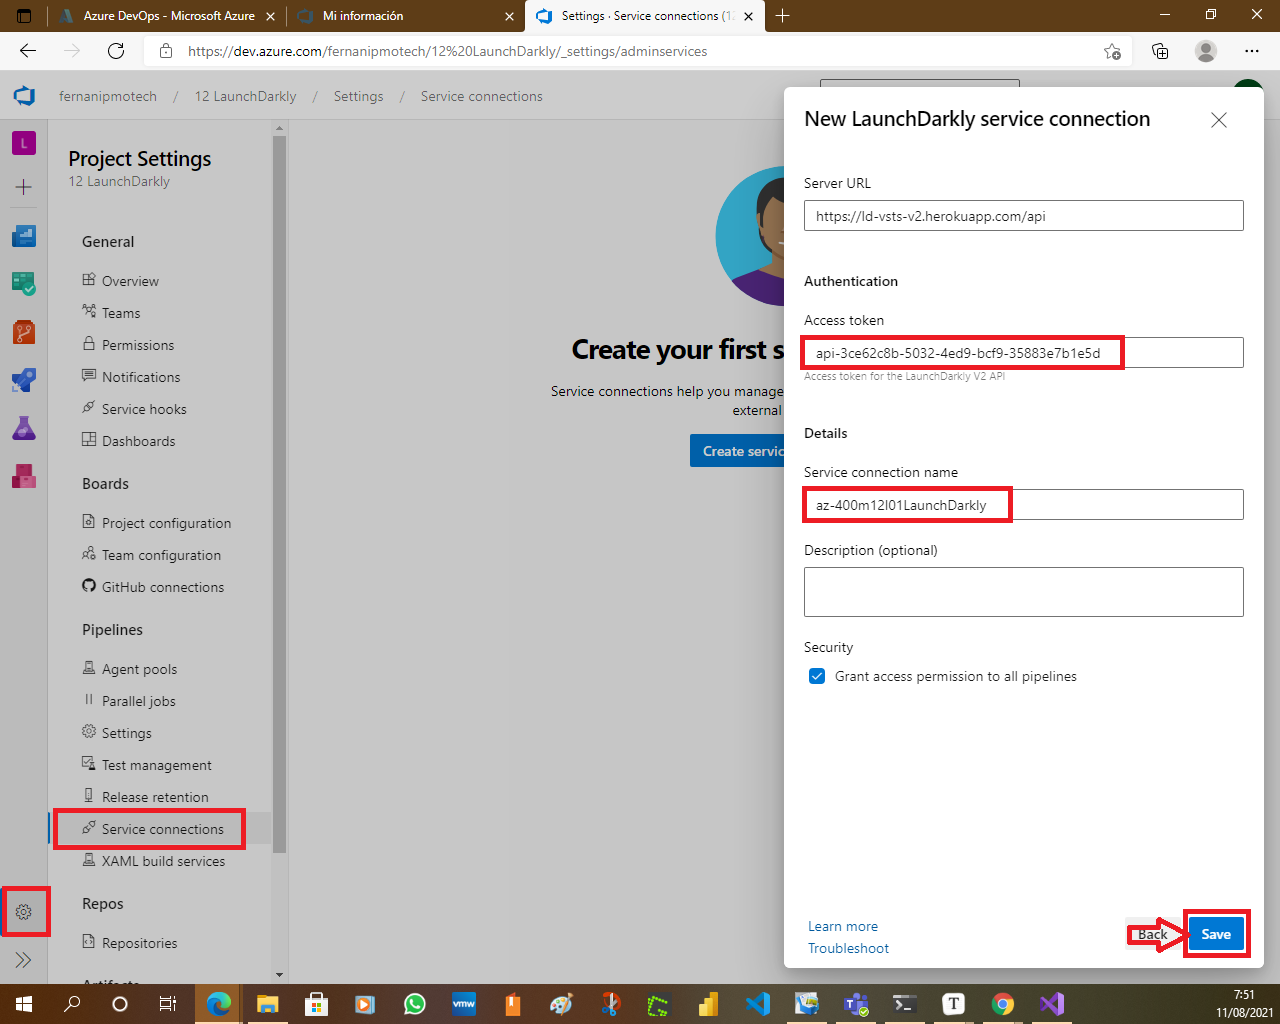 Azure DevOps - Microsoft Azure
Mi información
Settings · Service connections (12
https://dev.azure.com/fernanipmotech/12%20LaunchDarkly/_settings/adminservices
fernanipmotech / 12 LaunchDarkly / Settings / Service connections
L
Project Settings
12 LaunchDarkly
General
Overview
Teams
Permissions
Notifications
Service hooks
Dashboards
Boards
Project configuration
Team configuration
GitHub connections
Pipelines
Agent pools
Parallel jobs
Settings
Test management
Release retention
Service connections
XAML build services
Repos
Repositories
Artifacts
Create your first s
Service connections help you manage
external
Create servic
New LaunchDarkly service connection
Server URL
https://ld-vsts-v2.herokuapp.com/api
Authentication
Access token
api-3ce62c8b-5032-4ed9-bcf9-35883e7b1e5d
Access token for the LaunchDarkly V2 API
Details
Service connection name
az-400m12l01LaunchDarkly
Description (optional)
Security
Grant access permission to all pipelines
Learn more
Troubleshoot
Back
Save
vmw
T
7:51
11/08/2021